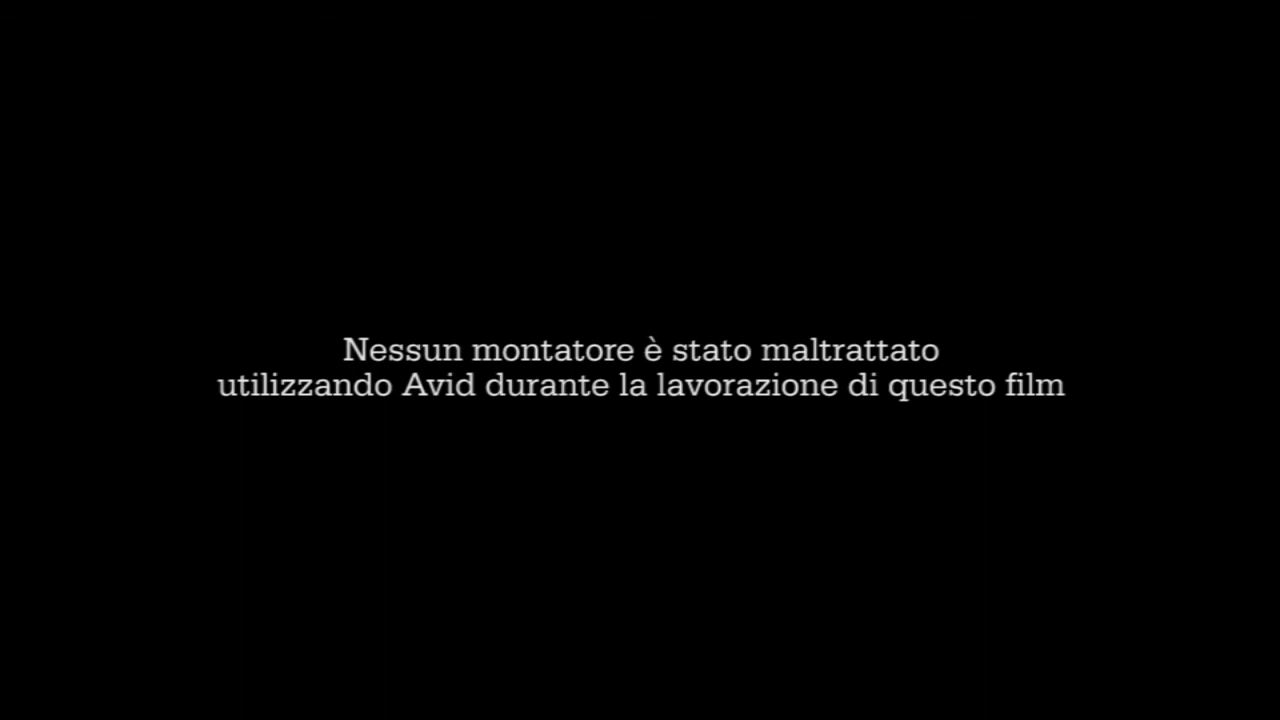 Nessun montatore è stato maltrattato
utilizzando Avid durante la lavorazione di questo film